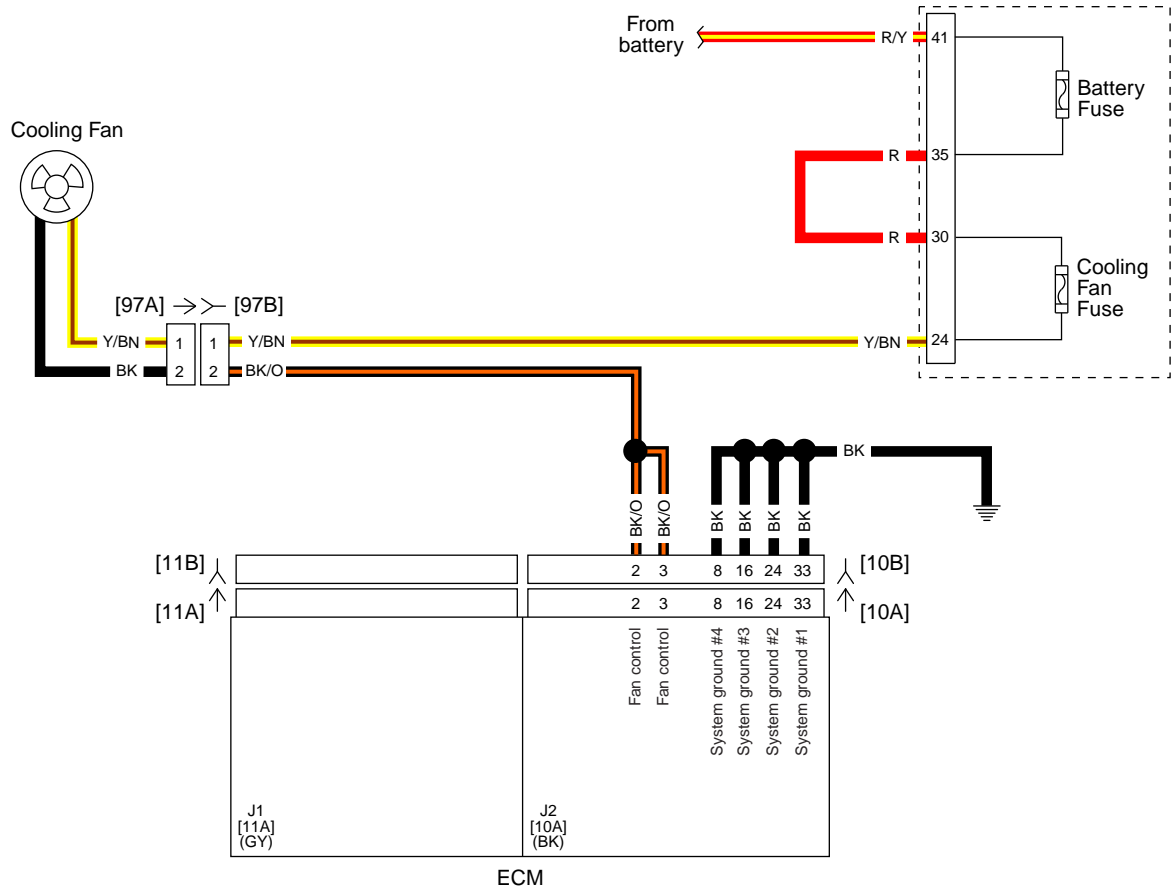 From
battery
R/Y
41
Battery
Fuse
Cooling Fan
R
35
R
30
Cooling
Fan
Fuse
[97A]
[97B]
Y/BN
1
1
Y/BN
Y/BN
24
BK
2
2
BK/O
BK
BK/O
BK/O
BK
BK
BK
BK
[11B]
2
3
8
16
24
33
[10B]
[11A]
2
3
8
16
24
33
[10A]
Fan control
Fan control
System ground #4
System ground #3
System ground #2
System ground #1
J1
[11A]
(GY)
J2
[10A]
(BK)
ECM